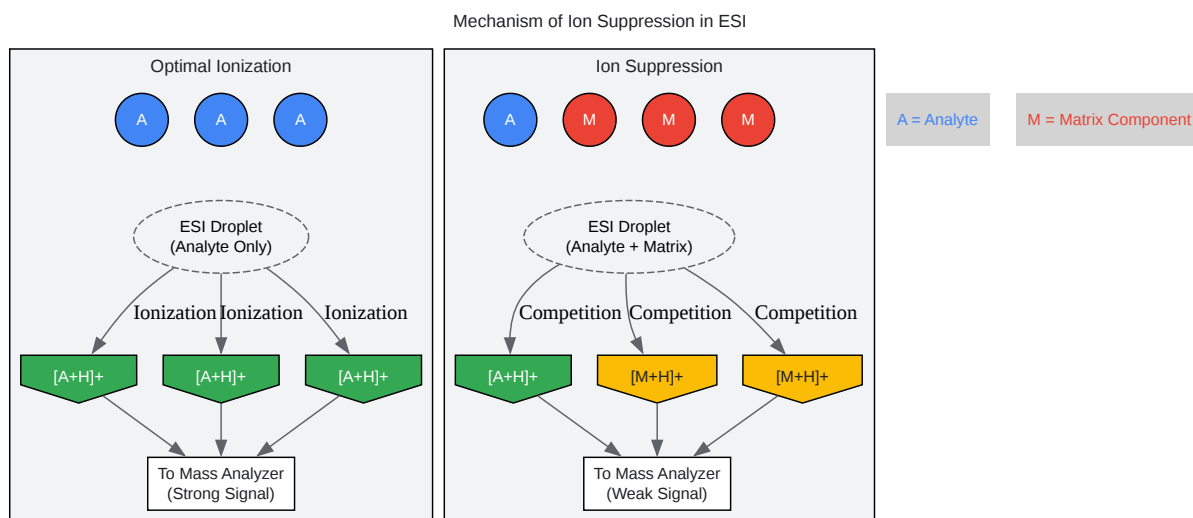 Mechanism of Ion Suppression in ESI
Optimal Ionization
A
A
A
ESI Droplet
(Analyte Only)
Ionization
Ionization
Ionization
[A+H]+
[A+H]+
[A+H]+
To Mass Analyzer
(Strong Signal)
Ion Suppression
A
M
M
M
ESI Droplet
(Analyte + Matrix)
Competition
Competition
Competition
[A+H]+
[M+H]+
[M+H]+
To Mass Analyzer
(Weak Signal)
A = Analyte
M = Matrix Component